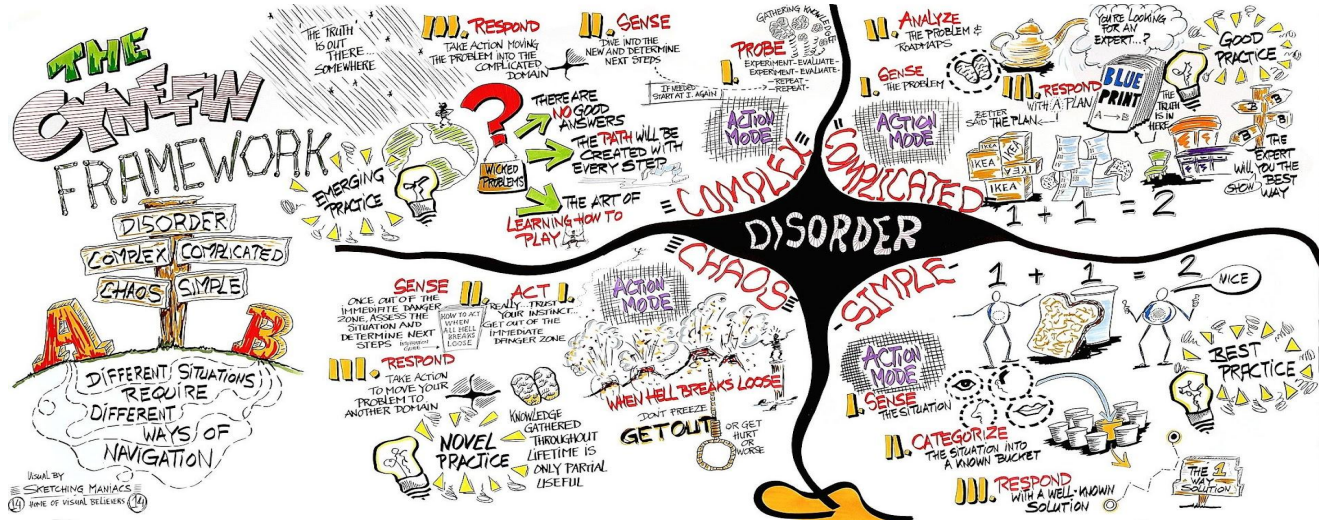 THE
CYNEFW
FRAMEWORK
DISORDER
COMPLEX
COMPLICATED
CHAOS
SIMPLE
A
B
DIFFERENT SITUATIONS
REQUIRE
DIFFERENT
WAYS OF
NAVIGATION
VISUAL BY
SKETCHING MANIACS
HOME OF VISUAL BELIEVERS
14
14
"THE TRUTH"
IS OUT
THERE...
SOMEWHERE
III. RESPOND
TAKE ACTION MOVING
THE PROBLEM INTO THE
COMPLICATED
DOMAIN
II. SENSE
DIVE INTO THE
NEW AND DETERMINE
NEXT STEPS
GATHERING KNOWLEDGE
I. PROBE
EXPERIMENT-EVALUATE-
EXPERIMENT-EVALUATE-
-REPEAT-
-REPEAT-
IF NEEDED
START AT I. AGAIN
ACTION
MODE
EMERGING
PRACTICE
?
WICKED
PROBLEMS
THERE ARE
NO GOOD
ANSWERS
THE PATH WILL BE
CREATED WITH
EVERY STEP
THE ART OF
LEARNING HOW TO
PLAY
=COMPLEX=
II. ANALYZE
THE PROBLEM &
ROADMAPS
I. SENSE
THE PROBLEM
ACTION
MODE
III. RESPOND
WITH A PLAN
BETTER
SAID THE PLAN
YOU'RE LOOKING
FOR AN
EXPERT...?
BLUE
PRINT
A→B
THE
TRUTH
IS IN
HERE
GOOD
PRACTICE
B
B
B
THE
EXPERT
WILL
SHOW
YOU THE
BEST
WAY
IKEA
IKEA
IKEA
1 + 1 = 2
=COMPLICATED=
DISORDER
=CHAOS=
-SIMPLE-
SENSE II.
ONCE OUT OF THE
IMMEDIATE DANGER
ZONE, ASSESS THE
SITUATION AND
DETERMINE NEXT
STEPS
HOW TO ACT
WHEN
ALL HELL
BREAKS
LOOSE
ACT I.
REALLY... TRUST
YOUR INSTINCT...
GET OUT OF THE
IMMEDIATE
DANGER ZONE
ACTION
MODE
III. RESPOND
TAKE ACTION
TO MOVE YOUR
PROBLEM TO
ANOTHER DOMAIN
NOVEL
PRACTICE
KNOWLEDGE
GATHERED
THROUGHOUT
LIFETIME IS
ONLY PARTIAL
USEFUL
WHEN HELL BREAKS LOOSE
DON'T FREEZE
GET OUT
OR GET
HURT
OR
WORSE
1 + 1 = 2
NICE
ACTION
MODE
I. SENSE
THE SITUATION
II. CATEGORIZE
THE SITUATION INTO
A KNOWN BUCKET
III. RESPOND
WITH A WELL-KNOWN
SOLUTION
BEST
PRACTICE
THE 1
WAY
SOLUTION